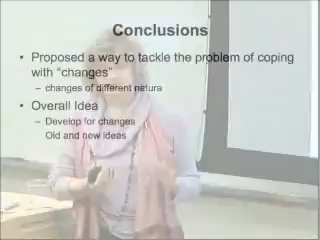 Conclusions
• Proposed a way to tackle the problem of coping
with “changes”
– changes of different natura
• Overall Idea
– Develop for changes
Old and new ideas